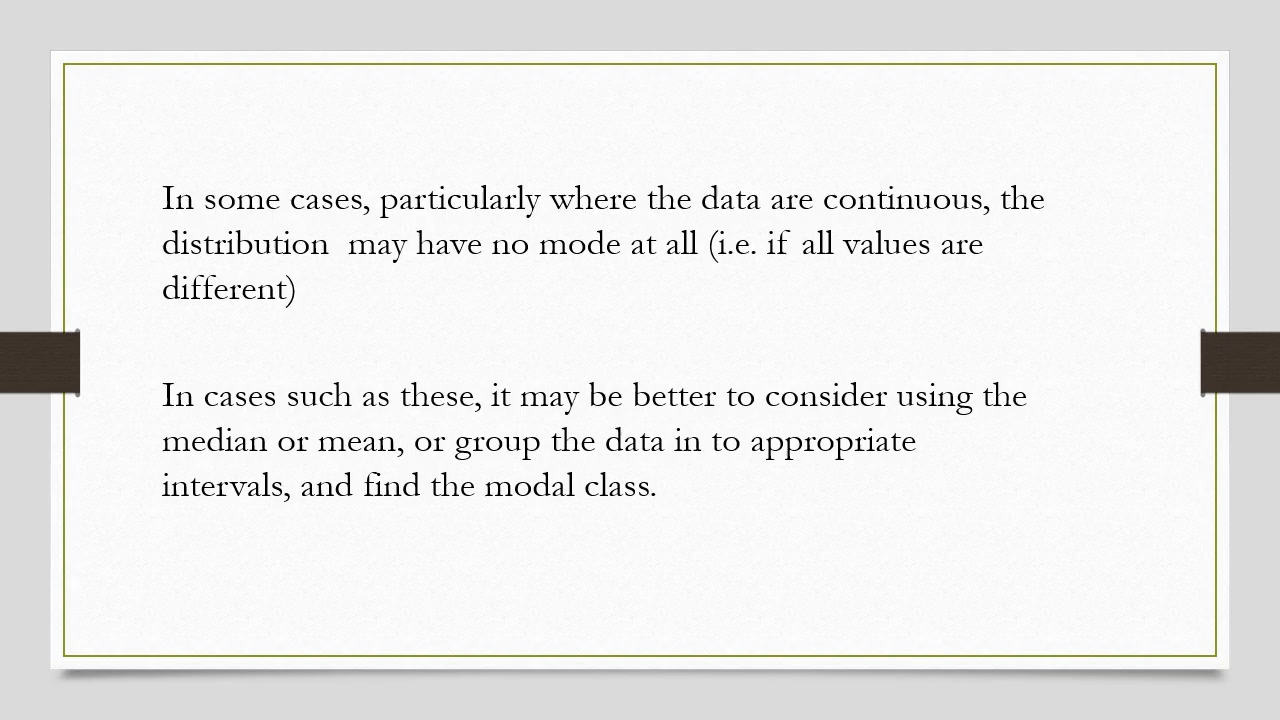 In some cases, particularly where the data are continuous, the
distribution  may have no mode at all (i.e. if all values are
different)
In cases such as these, it may be better to consider using the
median or mean, or group the data in to appropriate
intervals, and find the modal class.